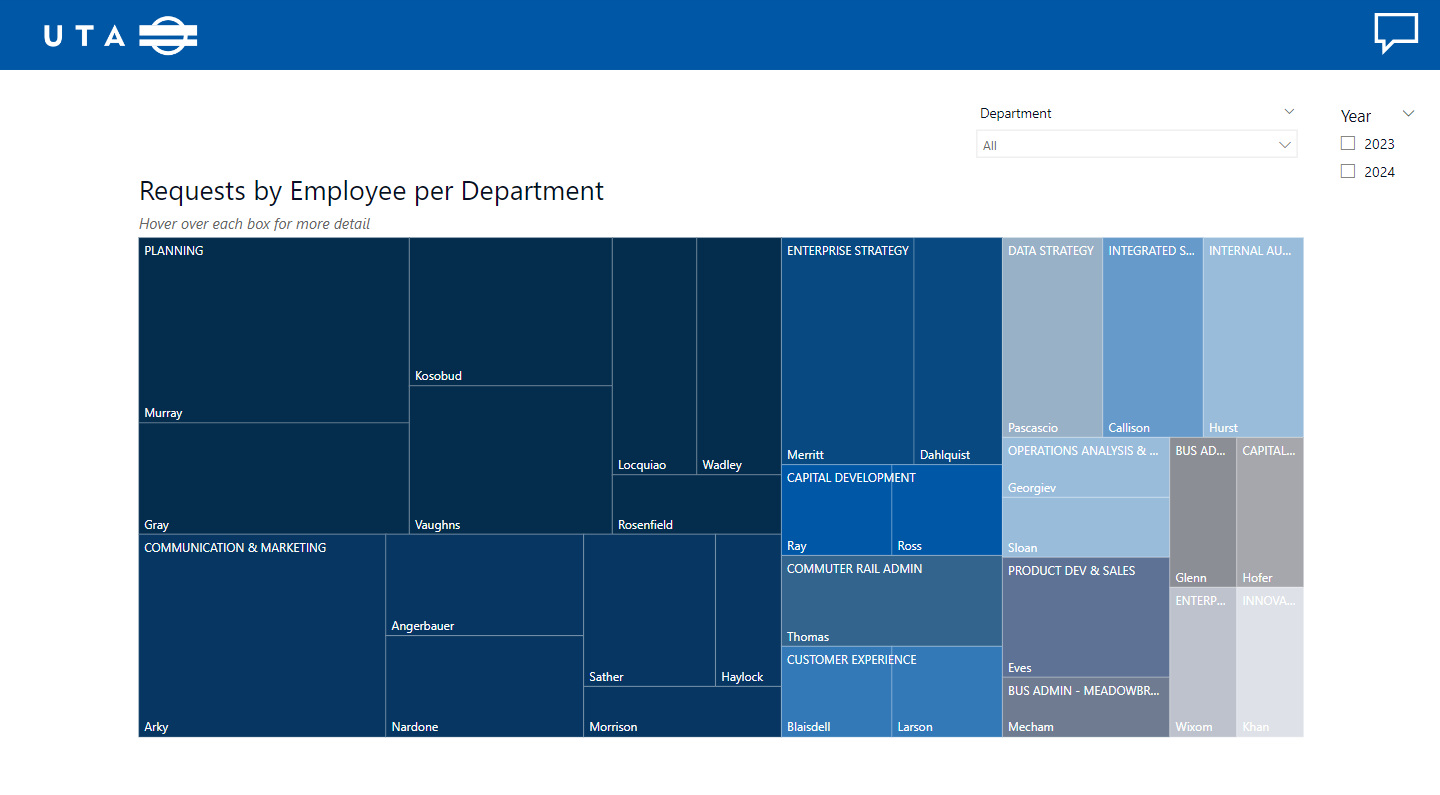 UTA
Department
All
Year
2023
2024
Requests by Employee per Department
Hover over each box for more detail
PLANNING
Murray
Gray
Kosobud
Vaughns
Locquiao
Wadley
Rosenfield
COMMUNICATION & MARKETING
Arky
Angerbauer
Nardone
Sather
Haylock
Morrison
ENTERPRISE STRATEGY
Merritt
Dahlquist
CAPITAL DEVELOPMENT
Ray
Ross
COMMUTER RAIL ADMIN
Thomas
CUSTOMER EXPERIENCE
Blaisdell
Larson
DATA STRATEGY
Pascascio
INTEGRATED S...
Callison
INTERNAL AU...
Hurst
OPERATIONS ANALYSIS & ...
Georgiev
Sloan
BUS AD...
Glenn
CAPITAL...
Hofer
PRODUCT DEV & SALES
Eves
BUS ADMIN - MEADOWBR...
Mecham
ENTERP...
Wixom
INNOVA...
Khan